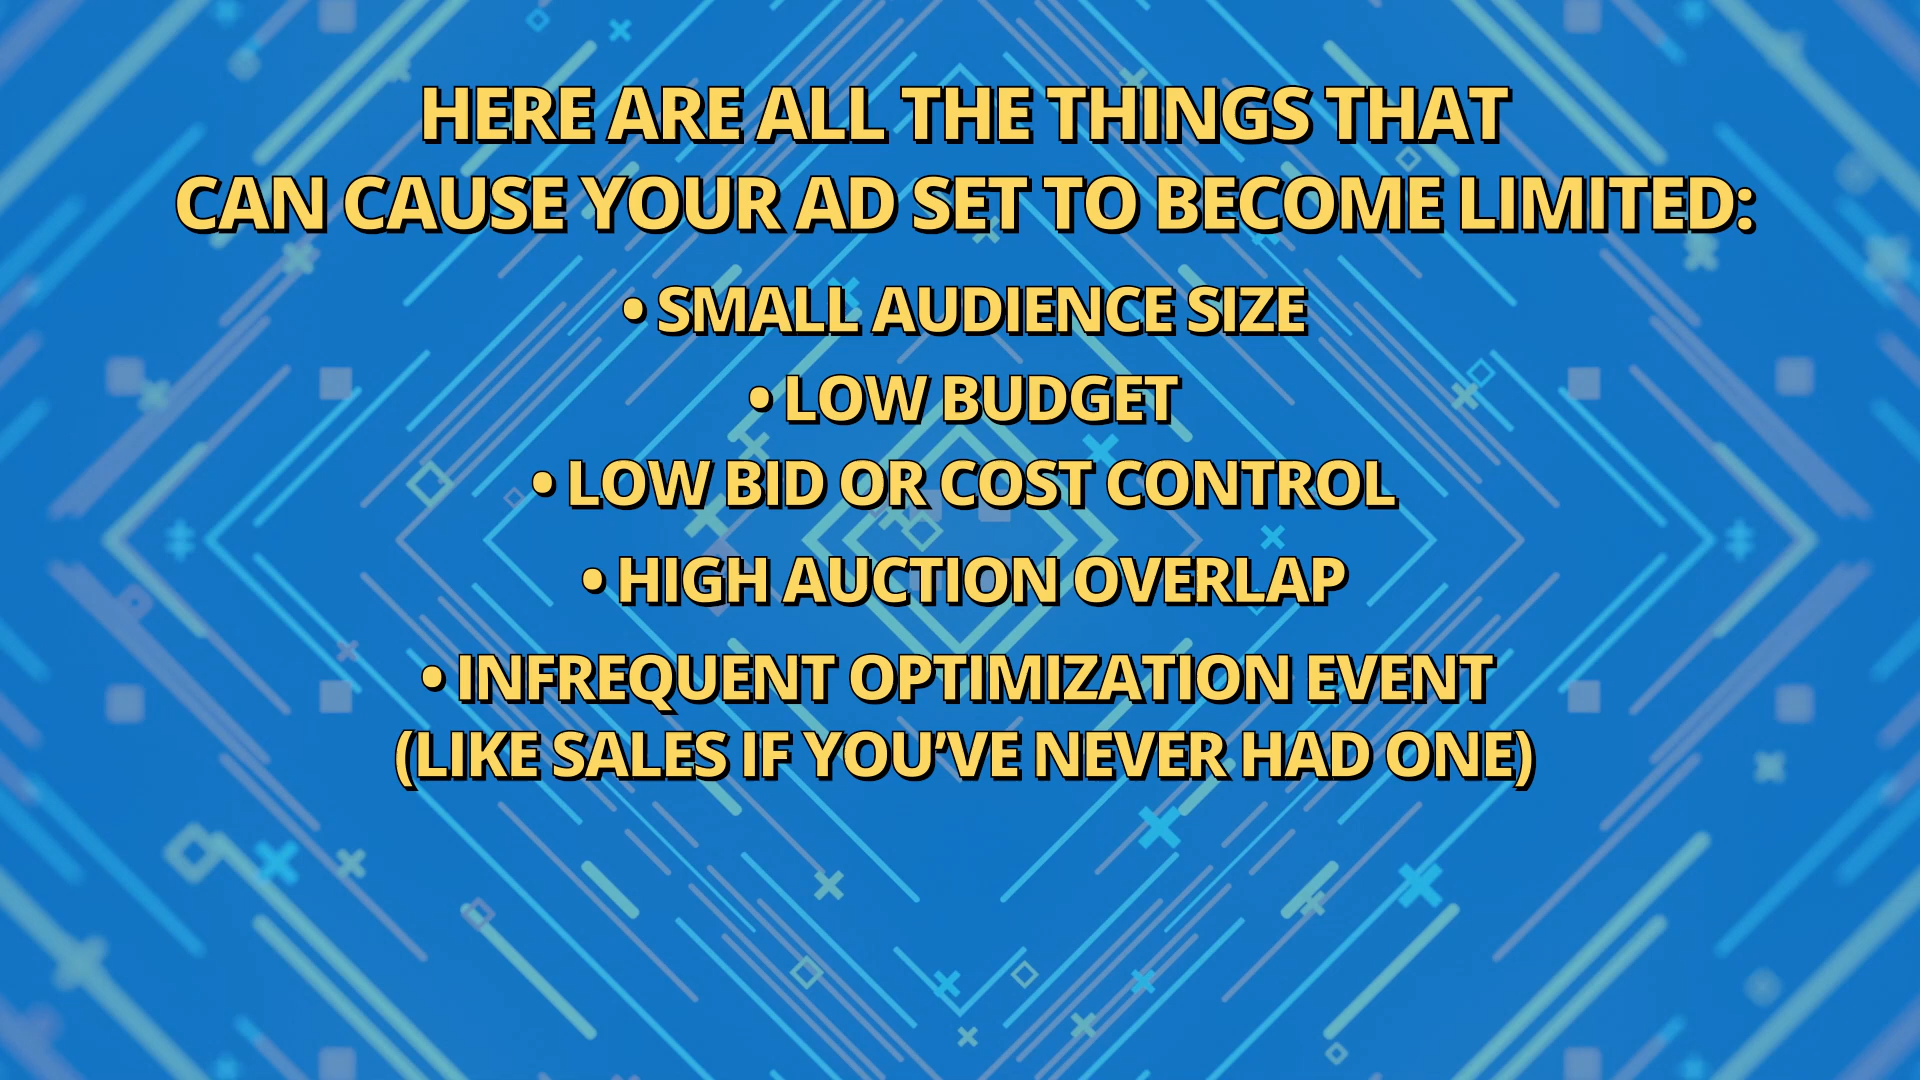 HERE ARE ALL THE THINGS THAT
CAN CAUSE YOUR AD SET TO BECOME LIMITED:
• SMALL AUDIENCE SIZE
• LOW BUDGET
• LOW BID OR COST CONTROL
• HIGH AUCTION OVERLAP
• INFREQUENT OPTIMIZATION EVENT
(LIKE SALES IF YOU’VE NEVER HAD ONE)